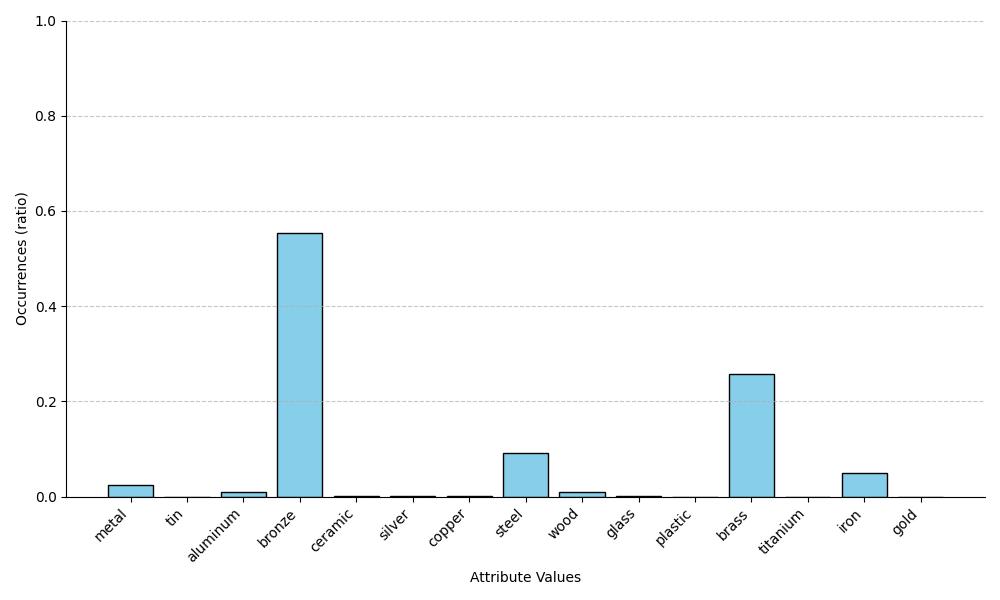 1.0
0.8
0.6
0.4
0.2
0.0
Occurrences (ratio)
metal
tin
aluminum
bronze
ceramic
silver
copper
steel
wood
glass
plastic
brass
titanium
iron
gold
Attribute Values